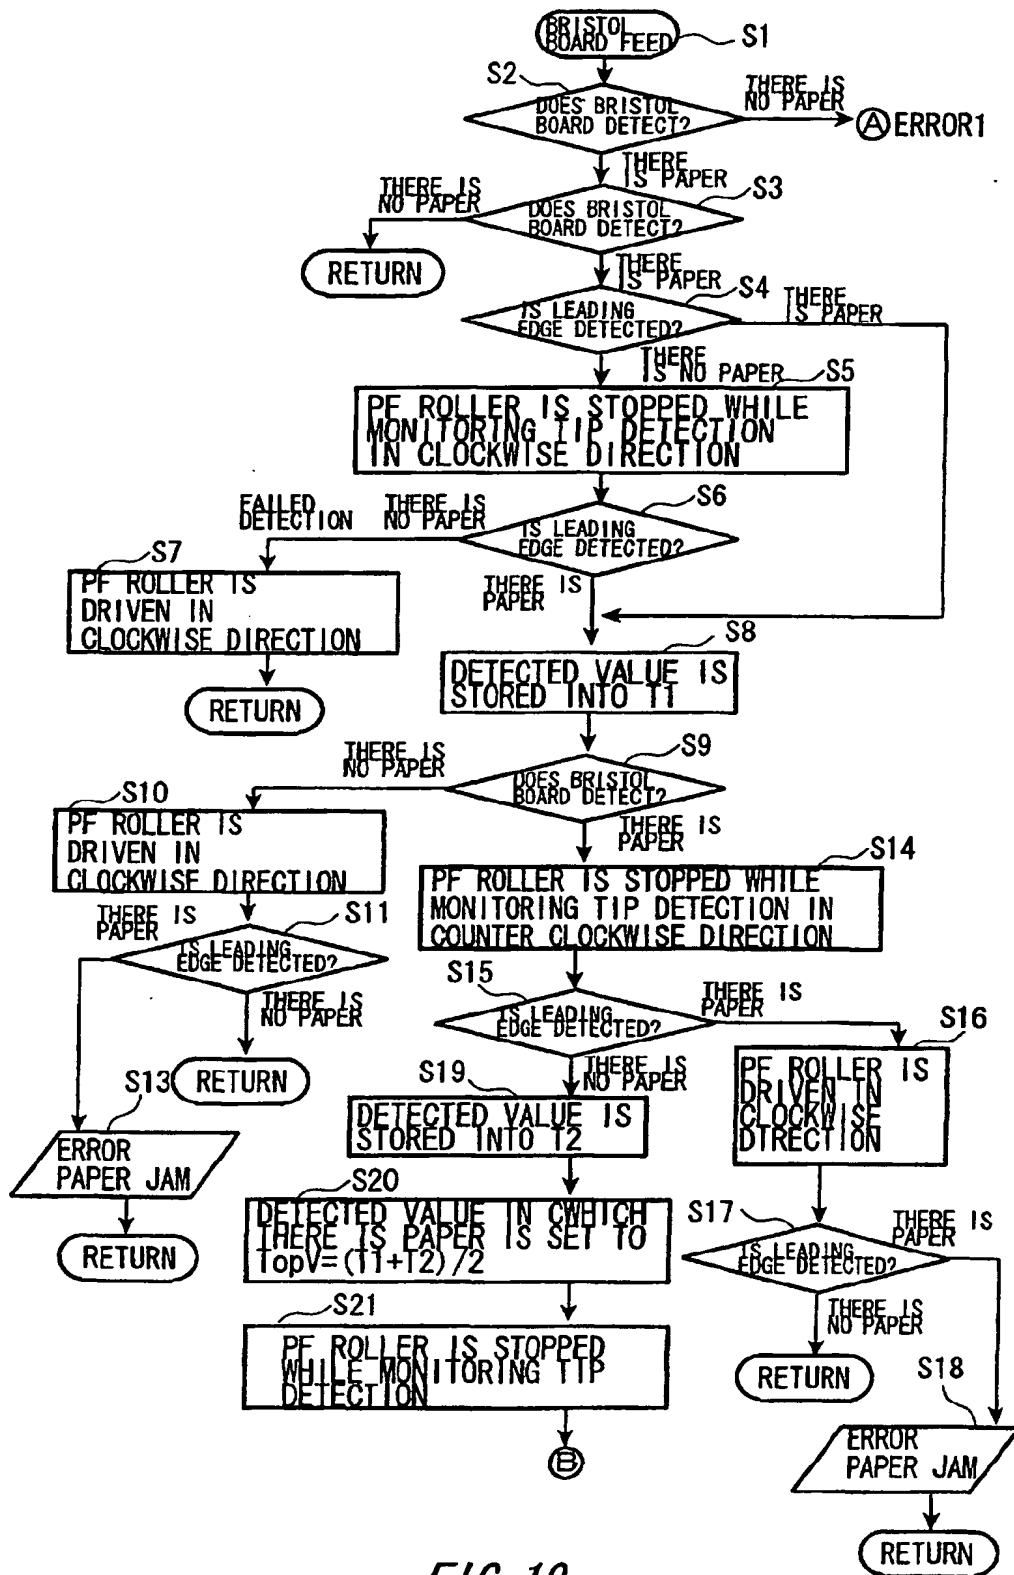 BRISTOL
BOARD FEED
S1
S2
DOES BRISTOL
BOARD DETECT?
THERE IS
NO PAPER
A ERROR1
THERE
IS PAPER
S3
THERE IS
NO PAPER
DOES BRISTOL
BOARD DETECT?
RETURN
THERE
IS PAPER
S4
THERE
IS PAPER
IS LEADING
EDGE DETECTED?
THERE
IS NO PAPER
S5
PF ROLLER IS STOPPED WHILE
MONITORING TIP DETECTION
IN CLOCKWISE DIRECTION
S6
FAILED
DETECTION
THERE IS
NO PAPER
IS LEADING
EDGE DETECTED?
S7
PF ROLLER IS
DRIVEN IN
CLOCKWISE DIRECTION
THERE IS
PAPER
RETURN
S8
DETECTED VALUE IS
STORED INTO T1
S9
THERE IS
NO PAPER
DOES BRISTOL
BOARD DETECT?
S10
PF ROLLER IS
DRIVEN IN
CLOCKWISE DIRECTION
THERE IS
PAPER
S14
PF ROLLER IS STOPPED WHILE
MONITORING TIP DETECTION IN
COUNTER CLOCKWISE DIRECTION
THERE IS
PAPER
S11
IS LEADING
EDGE DETECTED?
THERE IS
NO PAPER
RETURN
S13
ERROR
PAPER JAM
RETURN
S15
IS LEADING
EDGE DETECTED?
THERE IS
PAPER
S16
PF ROLLER IS
DRIVEN IN
CLOCKWISE
DIRECTION
THERE IS
NO PAPER
S19
DETECTED VALUE IS
STORED INTO T2
S20
DETECTED VALUE IN CWHICH
THERE IS PAPER IS SET TO
TopV=(T1+T2)/2
S17
IS LEADING
EDGE DETECTED?
THERE IS
PAPER
THERE IS
NO PAPER
RETURN
S21
PF ROLLER IS STOPPED
WHILE MONITORING TIP
DETECTION
B
S18
ERROR
PAPER JAM
RETURN